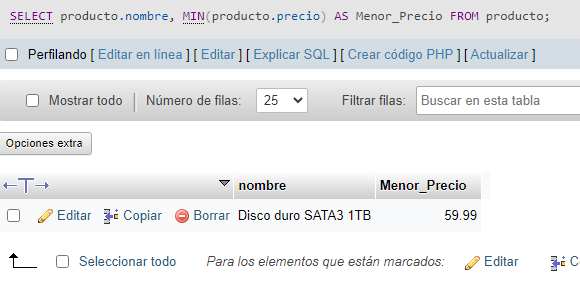 SELECT producto.nombre, MIN(producto.precio) AS Menor_Precio FROM producto;
Perfilando [ Editar en línea ] [ Editar ] [ Explicar SQL ] [ Crear código PHP ] [ Actualizar ]
Mostrar todo Número de filas: 25 Filtrar filas: Buscar en esta tabla
Opciones extra
nombre Menor_Precio
Editar Copiar Borrar Disco duro SATA3 1TB 59.99
Seleccionar todo Para los elementos que están marcados: Editar C